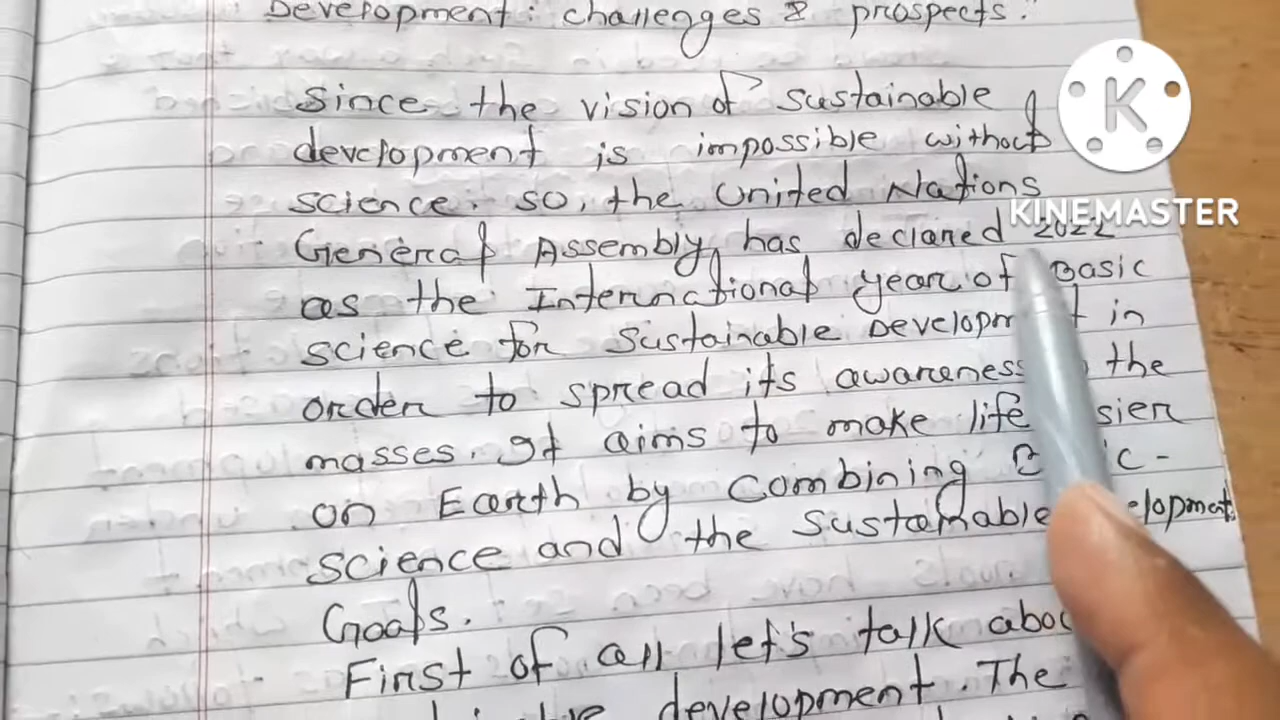 Development: challenges & prospects."
Since the vision of sustainable
development is impossible without
science. so, the United Nations
General Assembly, has declared 2022
as the International year of Basic
science for Sustainable Development in
order to spread its awareness the
masses. It aims to make life
on Earth by combining
science and the Sustainable
Goals.
First of all let's talk
development. The
K
KINEMASTER